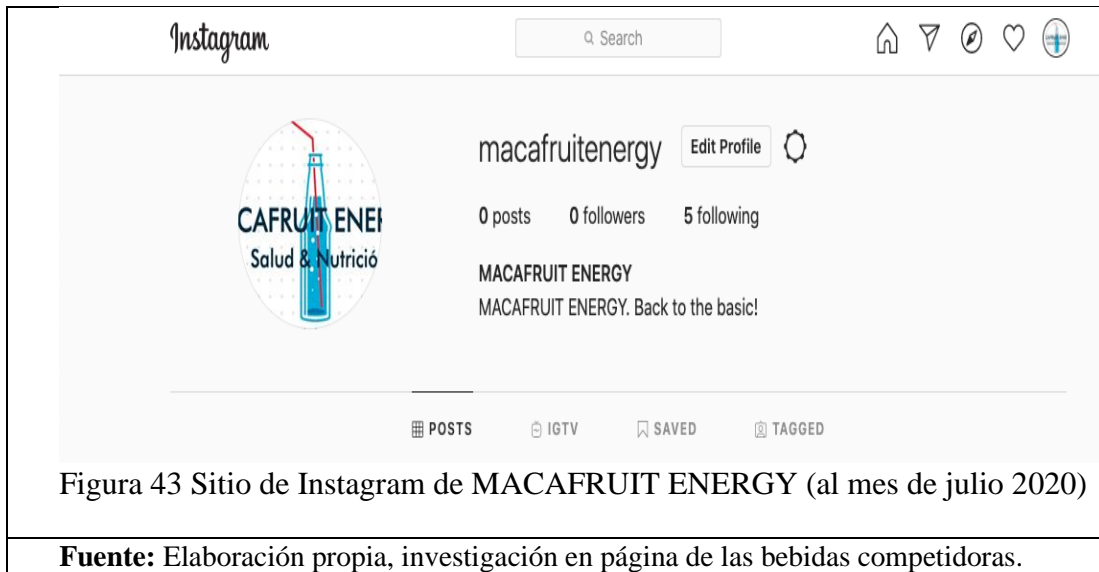 Instagram
Search
macafruitenergy Edit Profile
CAFRUIT ENE
Salud & Nutrició
0 posts 0 followers 5 following
MACAFRUIT ENERGY
MACAFRUIT ENERGY. Back to the basic!
POSTS IGTV SAVED TAGGED
Figura 43 Sitio de Instagram de MACAFRUIT ENERGY (al mes de julio 2020)
Fuente: Elaboración propia, investigación en página de las bebidas competidoras.